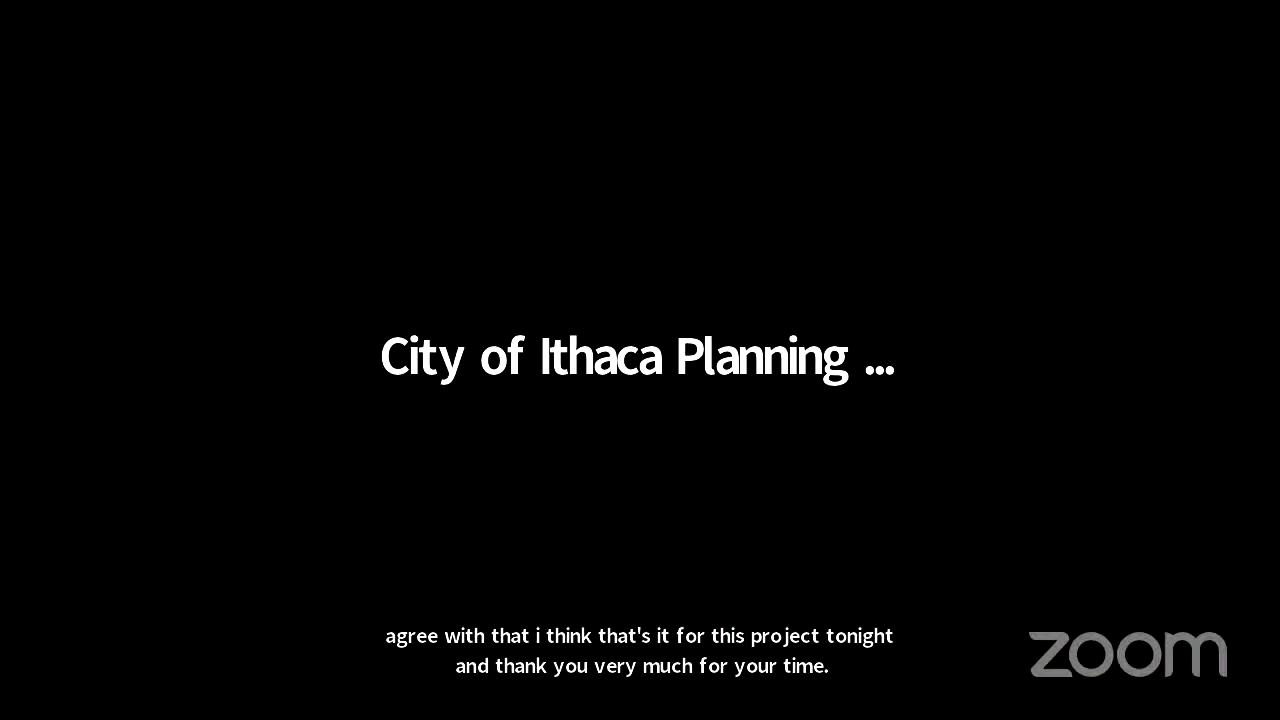 City of Ithaca Planning ...
agree with that i think that's it for this project tonight
and thank you very much for your time.
zoom